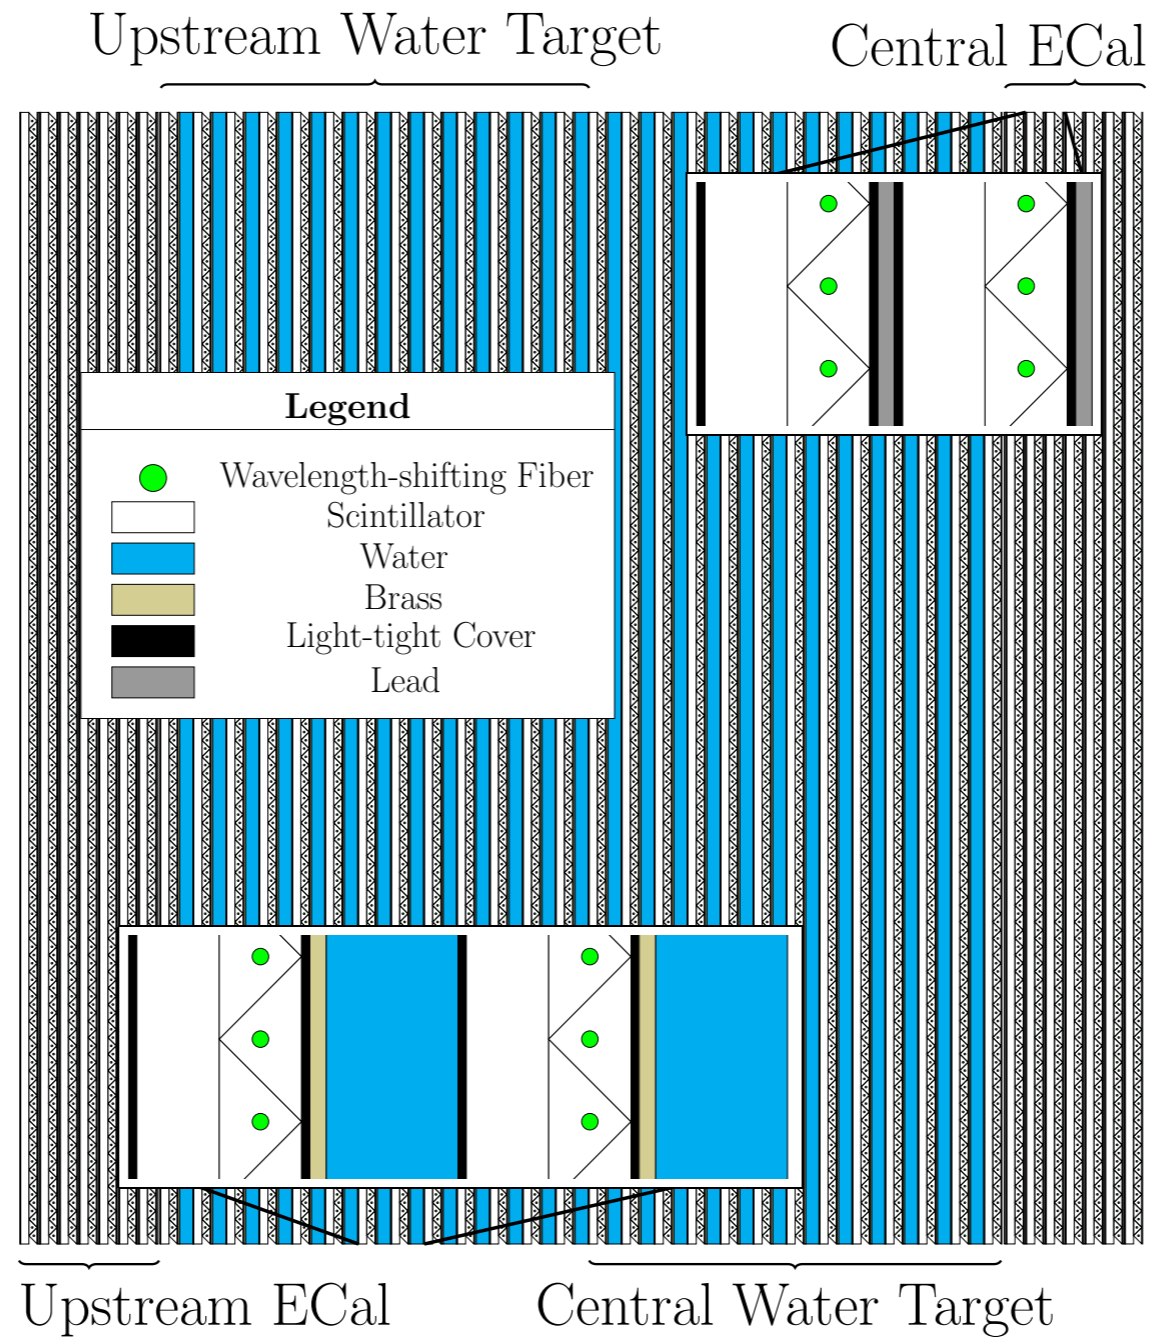 Upstream Water Target
Central ECal
Legend
Wavelength-shifting Fiber
Scintillator
Water
Brass
Light-tight Cover
Lead
Upstream ECal
Central Water Target